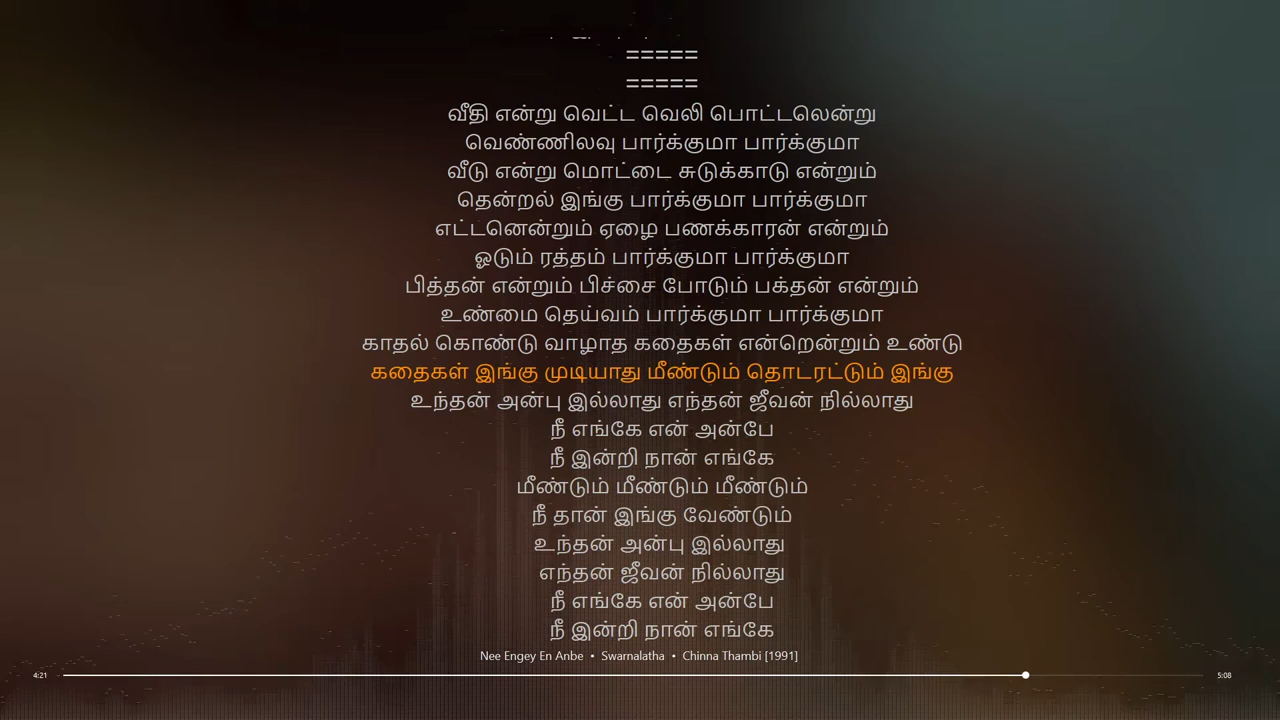 =====
=====
வீதி என்று வெட்ட வெலி பொட்டலென்று
வெண்ணிலவு பார்க்குமா பார்க்குமா
வீடு என்று மொட்டை சுடுக்காடு என்றும்
தென்றல் இங்கு பார்க்குமா பார்க்குமா
எட்டனென்றும் ஏழை பணக்காரன் என்றும்
ஓடும் ரத்தம் பார்க்குமா பார்க்குமா
பித்தன் என்றும் பிச்சை போடும் பக்தன் என்றும்
உண்மை தெய்வம் பார்க்குமா பார்க்குமா
காதல் கொண்டு வாழாத கதைகள் என்றென்றும் உண்டு
கதைகள் இங்கு முடியாது மீண்டும் தொடரட்டும் இங்கு
உந்தன் அன்பு இல்லாது எந்தன் ஜீவன் நில்லாது
நீ எங்கே என் அன்பே
நீ இன்றி நான் எங்கே
மீண்டும் மீண்டும் மீண்டும்
நீ தான் இங்கு வேண்டும்
உந்தன் அன்பு இல்லாது
எந்தன் ஜீவன் நில்லாது
நீ எங்கே என் அன்பே
நீ இன்றி நான் எங்கே
Nee Engey En Anbe • Swarnalatha • Chinna Thambi [1991]
4:21 5:08